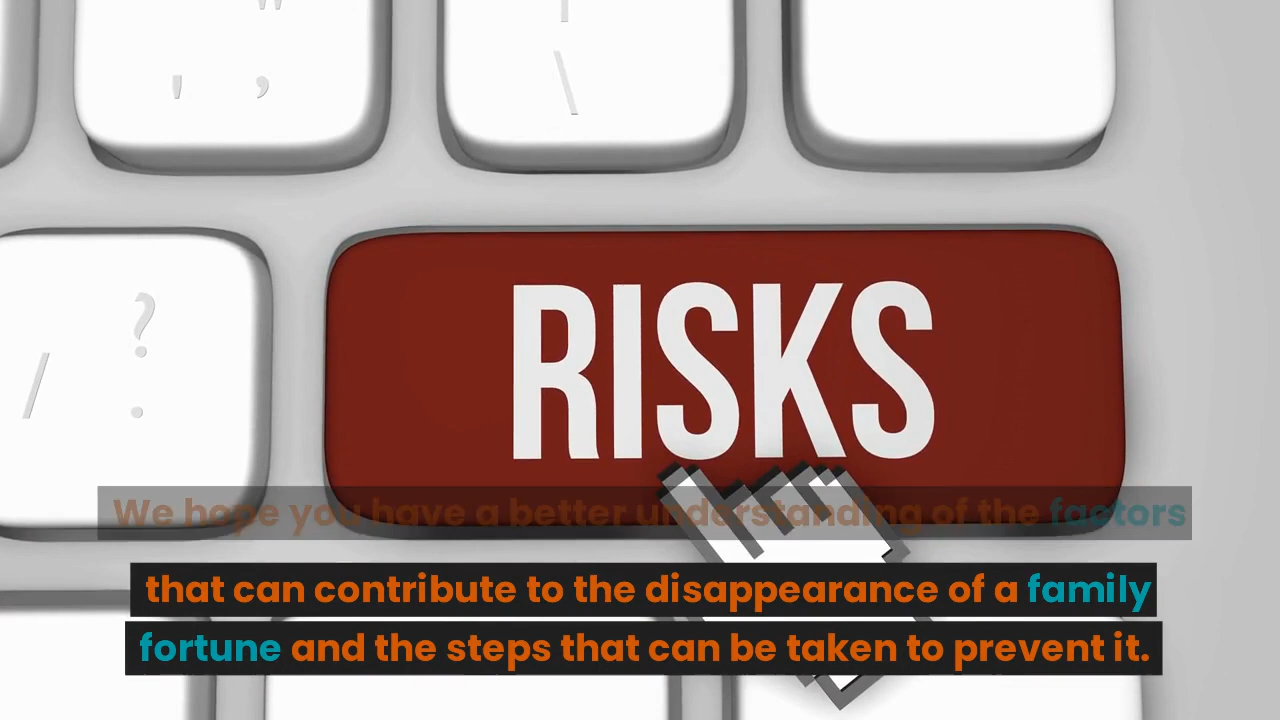 " |
' , \
?
/ .
RISKS
We hope you have a better understanding of the factors
that can contribute to the disappearance of a family
fortune and the steps that can be taken to prevent it.